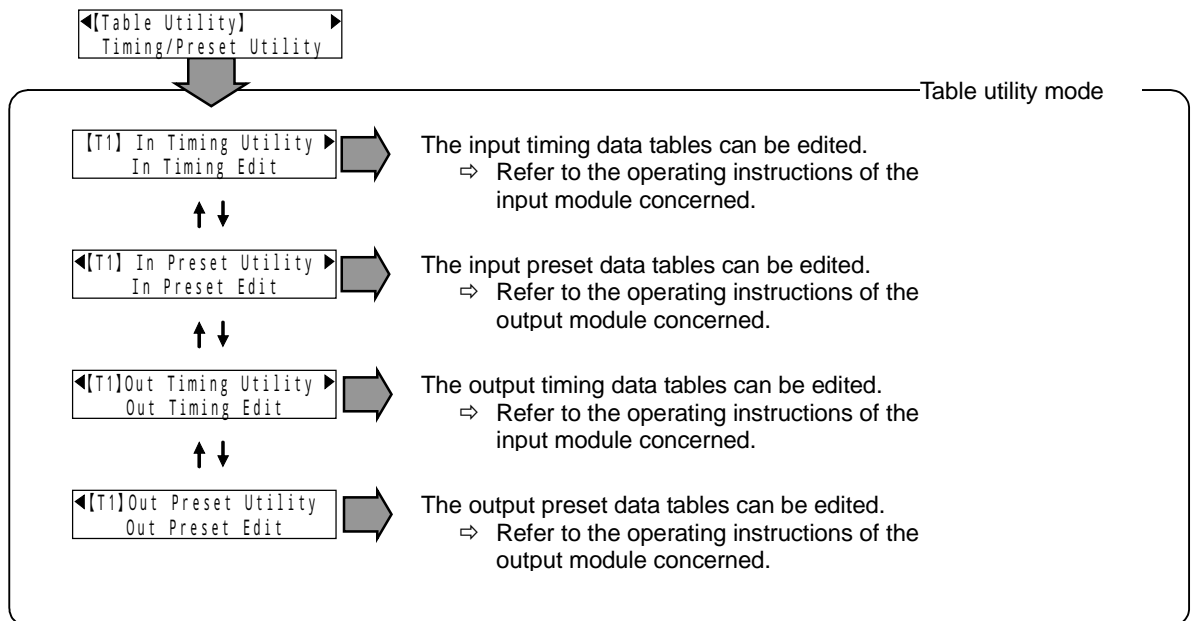 ◀【Table Utility】 ▶
Timing/Preset Utility
Table utility mode
【T1】 In Timing Utility ▶
In Timing Edit
The input timing data tables can be edited.
⇨ Refer to the operating instructions of the
input module concerned.
◀【T1】 In Preset Utility ▶
In Preset Edit
The input preset data tables can be edited.
⇨ Refer to the operating instructions of the
output module concerned.
◀【T1】Out Timing Utility ▶
Out Timing Edit
The output timing data tables can be edited.
⇨ Refer to the operating instructions of the
input module concerned.
◀【T1】Out Preset Utility
Out Preset Edit
The output preset data tables can be edited.
⇨ Refer to the operating instructions of the
output module concerned.